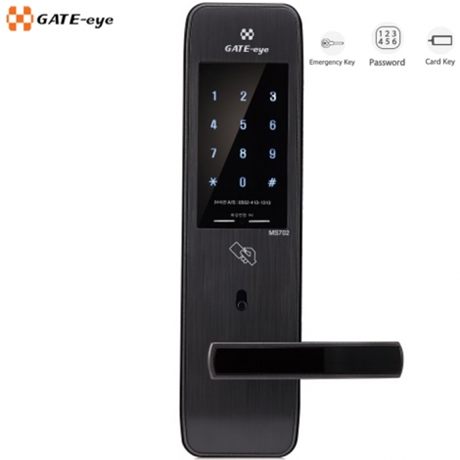 GATE-eye
Emergency Key
1 2 3
4 5 6
Password
Card Key
GATE-eye
1 2 3
4 5 6
7 8 9
* 0 #
MS702